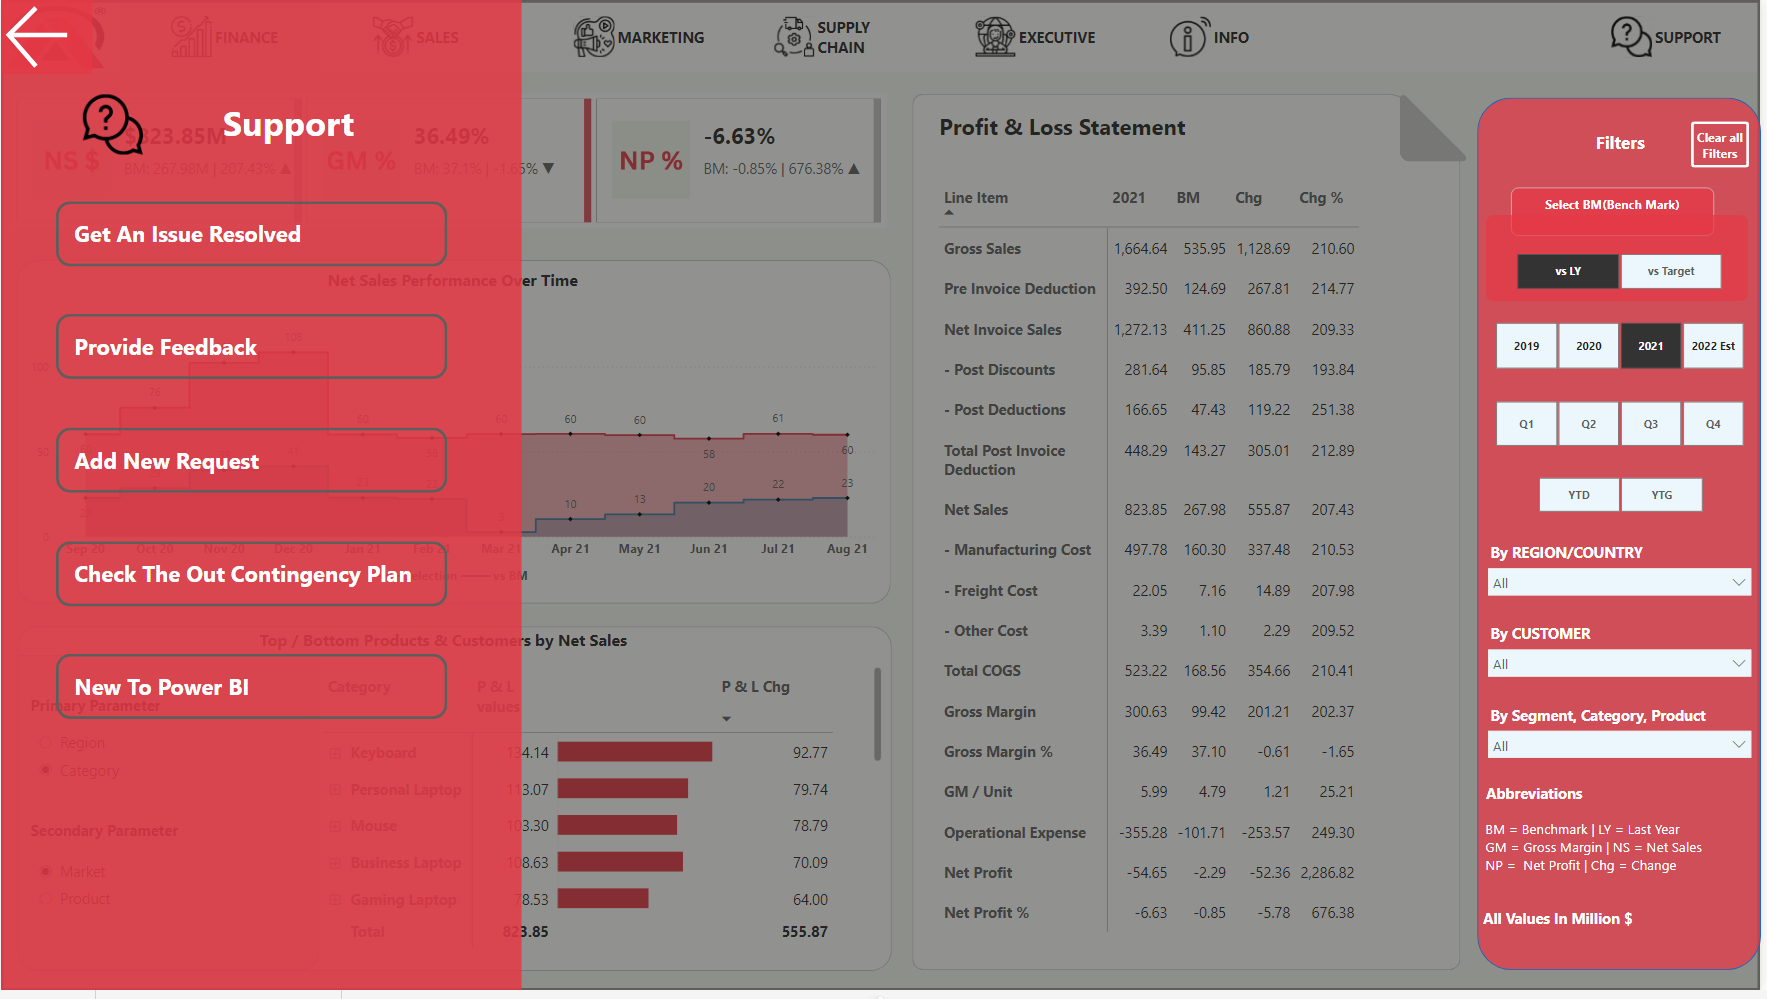 FINANCE
SALES
MARKETING
SUPPLY
CHAIN
EXECUTIVE
INFO
SUPPORT
Support
Get An Issue Resolved
Provide Feedback
Add New Request
Check The Out Contingency Plan
New To Power BI
NS $
$823.85M
BM: 267.98M | 207.43% ▲
GM %
36.49%
BM: 37.1% | -1.65% ▼
NP %
-6.63%
BM: -0.85% | 676.38% ▲
Net Sales Performance Over Time
100
50
0
76
108
60
60
60
60
61
58
60
10
13
20
22
23
Sep 20 Oct 20 Nov 20 Dec 20 Jan 21 Feb 21 Mar 21 Apr 21 May 21 Jun 21 Jul 21 Aug 21
vs BM
Top / Bottom Products & Customers by Net Sales
Primary Parameter
Region
Category
Secondary Parameter
Market
Product
Category P & L values P & L Chg
Keyboard 134.14 92.77
Personal Laptop 113.07 79.74
Mouse 103.30 78.79
Business Laptop 108.63 70.09
Gaming Laptop 78.53 64.00
Total 823.85 555.87
Profit & Loss Statement
Line Item 2021 BM Chg Chg %
Gross Sales 1,664.64 535.95 1,128.69 210.60
Pre Invoice Deduction 392.50 124.69 267.81 214.77
Net Invoice Sales 1,272.13 411.25 860.88 209.33
- Post Discounts 281.64 95.85 185.79 193.84
- Post Deductions 166.65 47.43 119.22 251.38
Total Post Invoice
Deduction 448.29 143.27 305.01 212.89
Net Sales 823.85 267.98 555.87 207.43
- Manufacturing Cost 497.78 160.30 337.48 210.53
- Freight Cost 22.05 7.16 14.89 207.98
- Other Cost 3.39 1.10 2.29 209.52
Total COGS 523.22 168.56 354.66 210.41
Gross Margin 300.63 99.42 201.21 202.37
Gross Margin % 36.49 37.10 -0.61 -1.65
GM / Unit 5.99 4.79 1.21 25.21
Operational Expense -355.28 -101.71 -253.57 249.30
Net Profit -54.65 -2.29 -52.36 2,286.82
Net Profit % -6.63 -0.85 -5.78 676.38
Filters
Clear all
Filters
Select BM(Bench Mark)
vs LY vs Target
2019 2020 2021 2022 Est
Q1 Q2 Q3 Q4
YTD YTG
By REGION/COUNTRY
All
By CUSTOMER
All
By Segment, Category, Product
All
Abbreviations
BM = Benchmark | LY = Last Year
GM = Gross Margin | NS = Net Sales
NP = Net Profit | Chg = Change
All Values In Million $